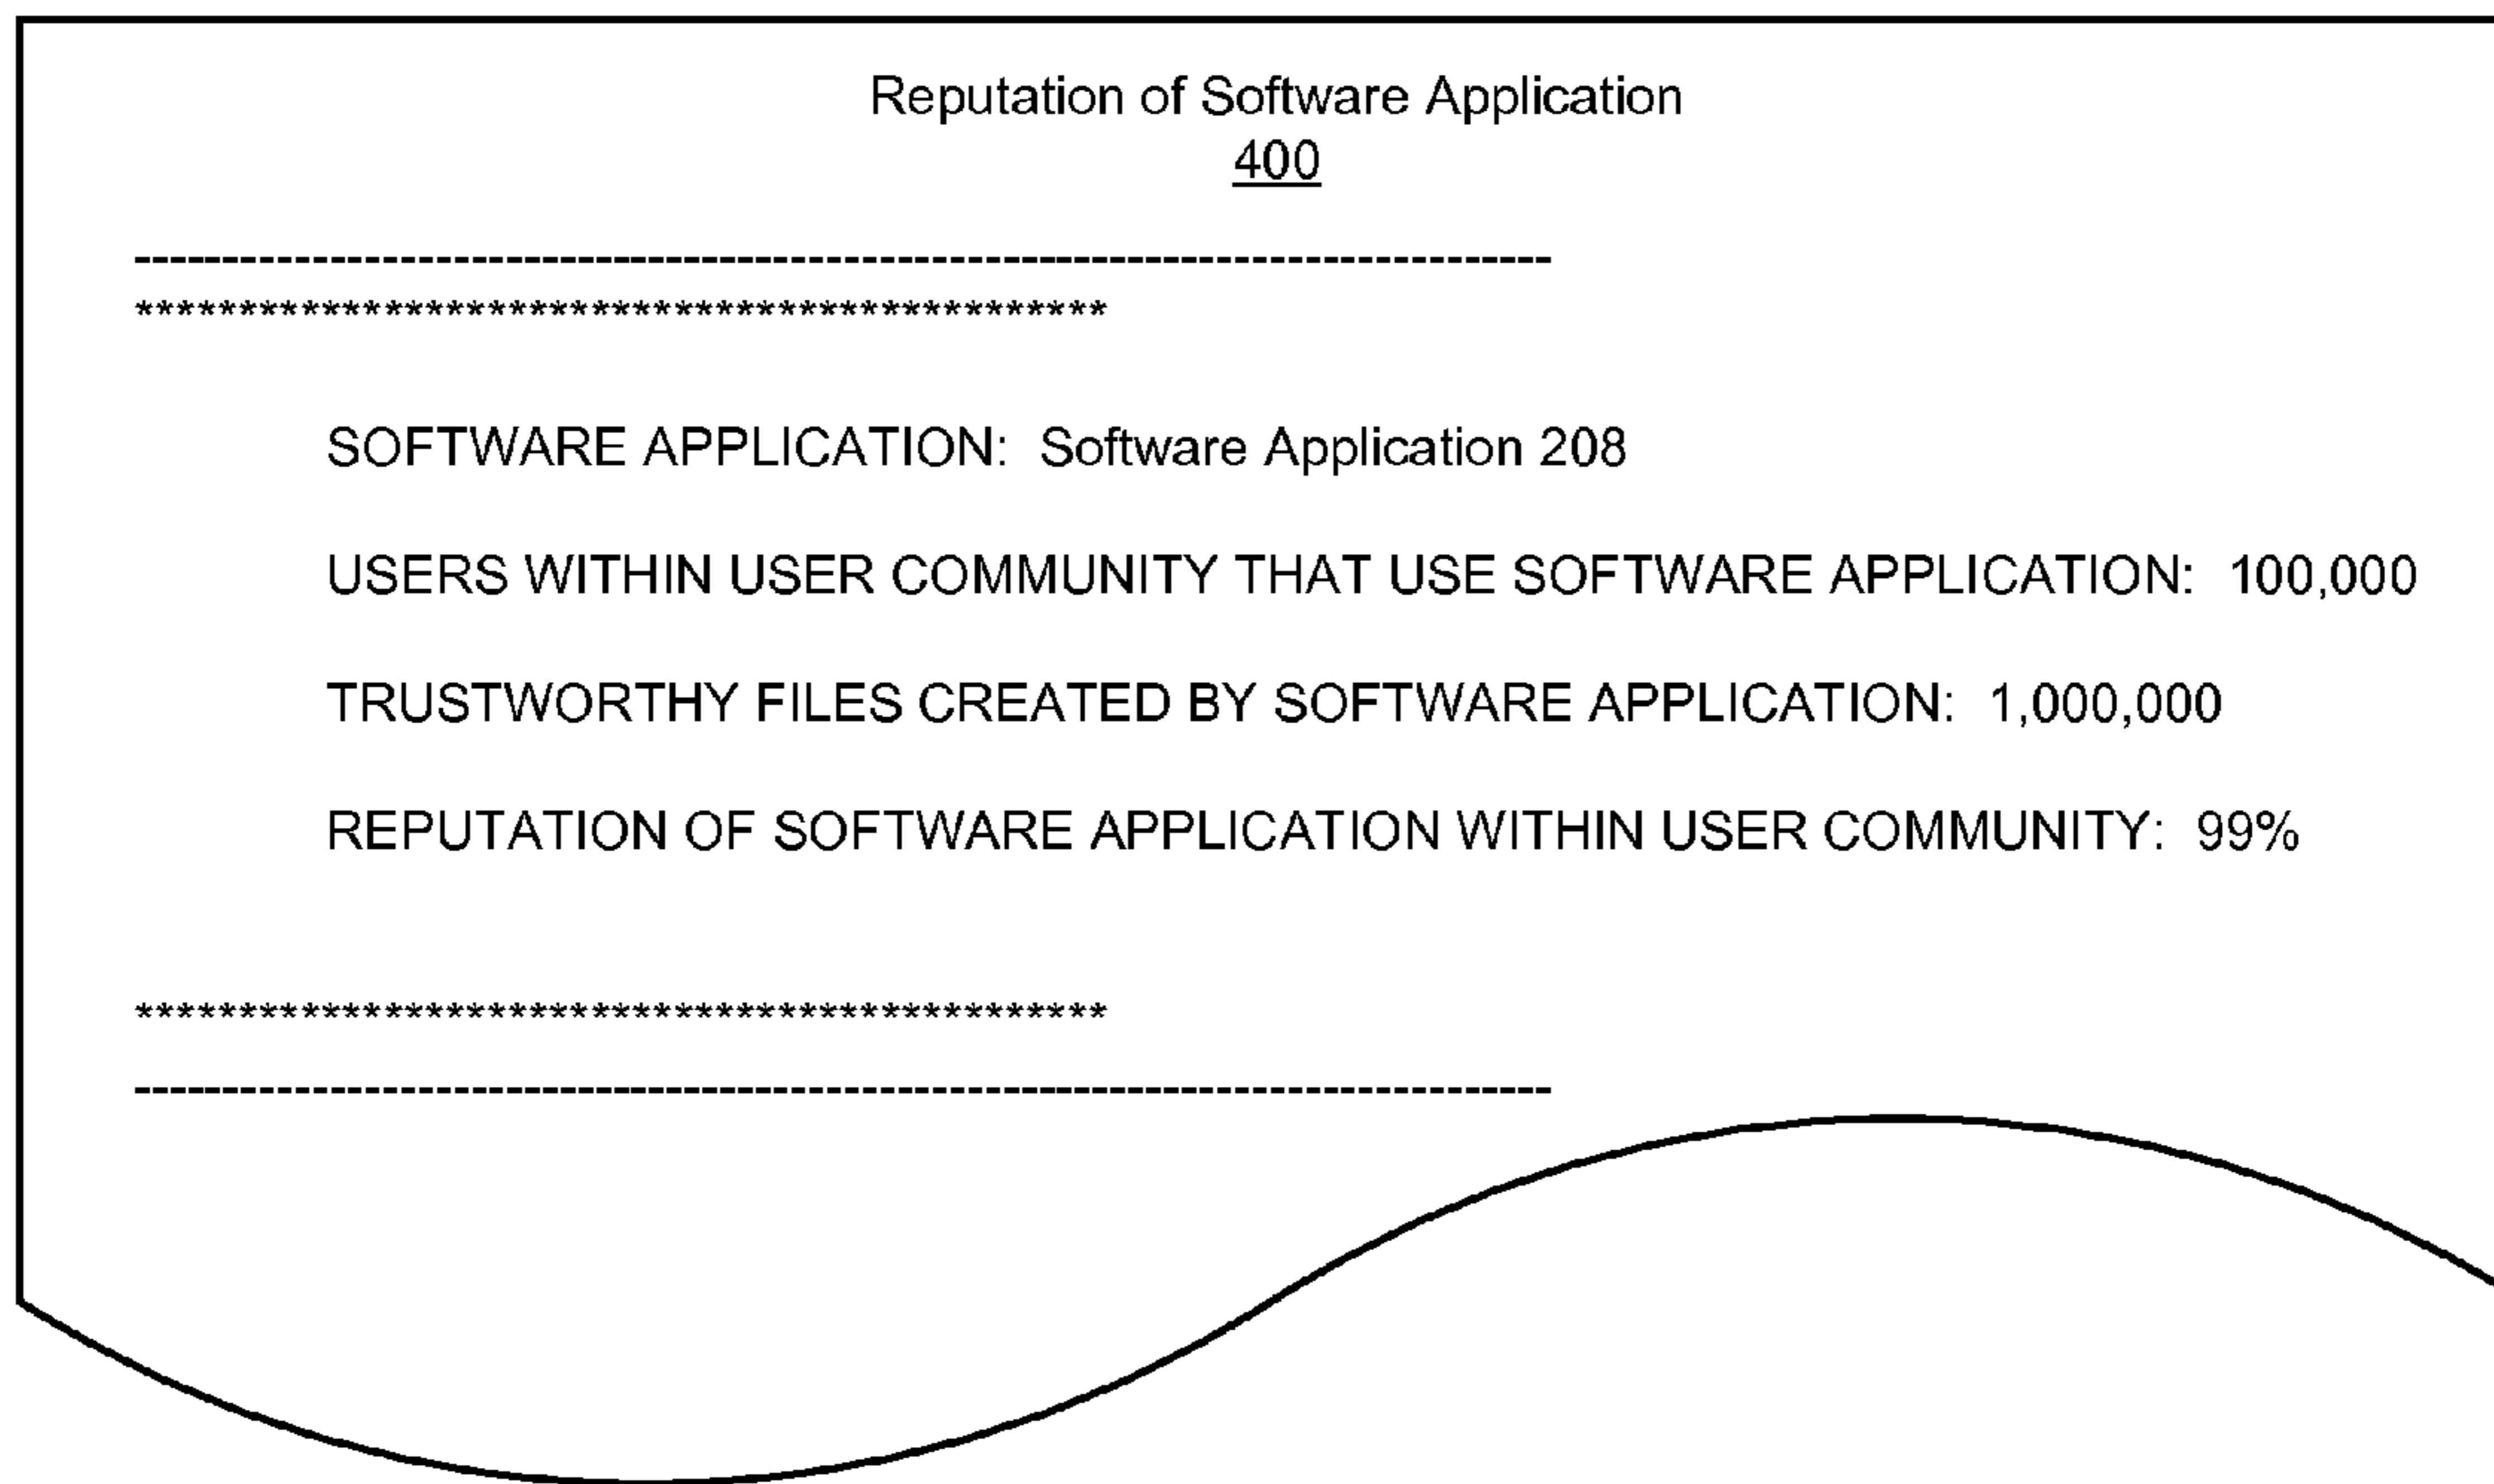 Reputation of Software Application
400
--------------------------------------------------------------------------------
***********************************************
SOFTWARE APPLICATION: Software Application 208
USERS WITHIN USER COMMUNITY THAT USE SOFTWARE APPLICATION: 100,000
TRUSTWORTHY FILES CREATED BY SOFTWARE APPLICATION: 1,000,000
REPUTATION OF SOFTWARE APPLICATION WITHIN USER COMMUNITY: 99%
***********************************************
--------------------------------------------------------------------------------